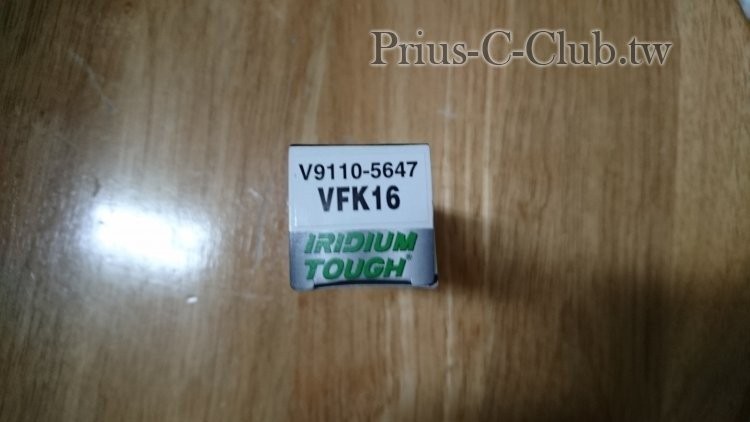 Prius-C-Club.tw
V9110-5647
VFK16
IRIDIUM
TOUGH®